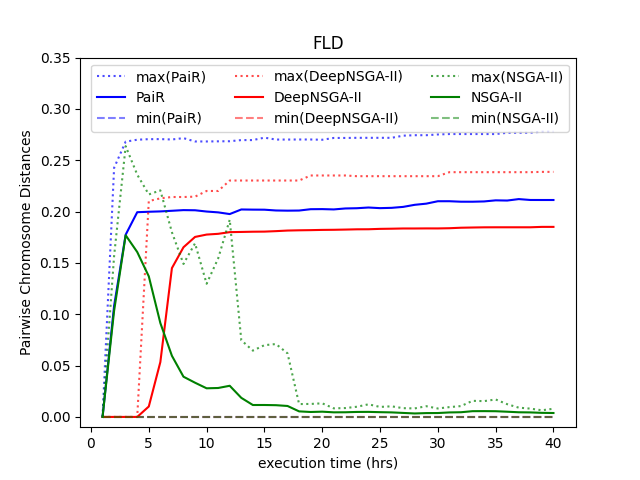 FLD
0.35
0.30
0.25
0.20
0.15
0.10
0.05
0.00
Pairwise Chromosome Distances
max(PaiR) max(DeepNSGA-II) max(NSGA-II)
PaiR DeepNSGA-II NSGA-II
min(PaiR) min(DeepNSGA-II) min(NSGA-II)
0 5 10 15 20 25 30 35 40
execution time (hrs)